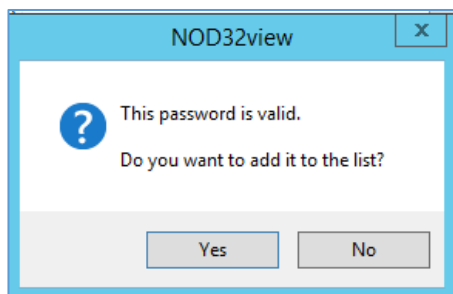 NOD32view
x
This password is valid.
Do you want to add it to the list?
Yes No